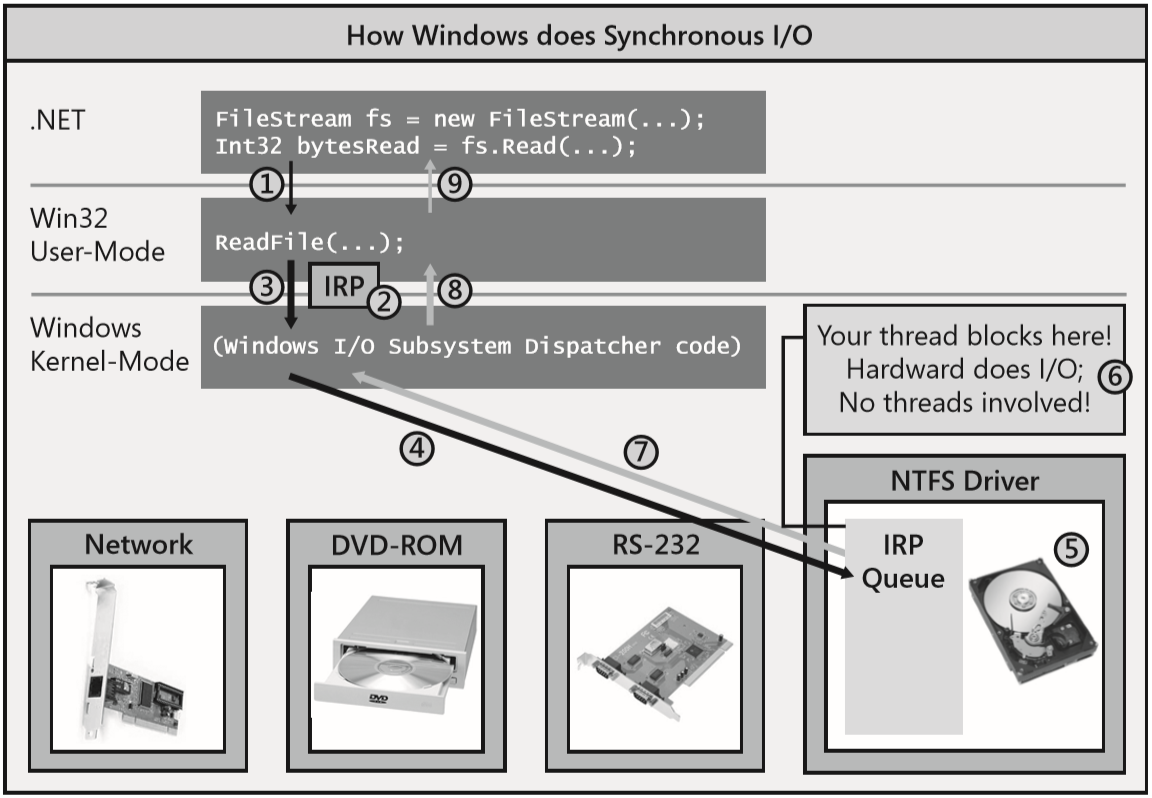 How Windows does Synchronous I/O
.NET
FileStream fs = new FileStream(...);
Int32 bytesRead = fs.Read(...);
1
9
Win32
User-Mode
ReadFile(...);
3
IRP
2
8
Windows
Kernel-Mode
(Windows I/O Subsystem Dispatcher code)
Your thread blocks here!
Hardward does I/O;
No threads involved!
6
4
7
NTFS Driver
IRP
Queue
5
Network
DVD-ROM
DVD
RS-232